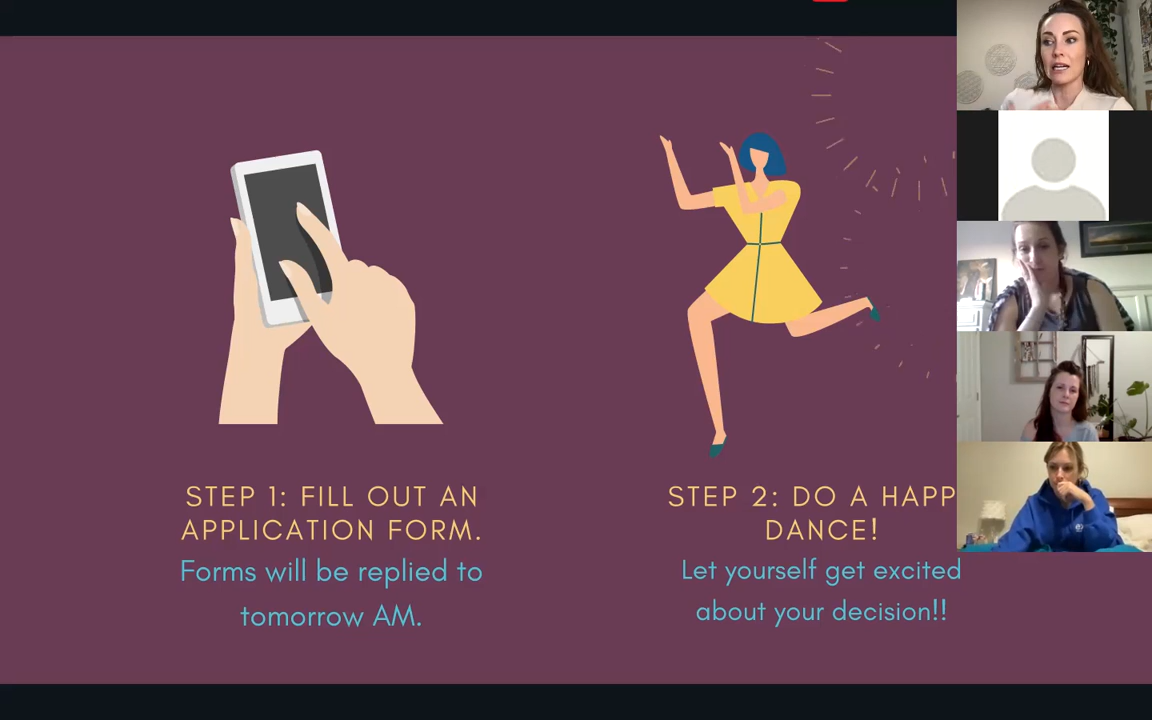 STEP 1: FILL OUT AN
APPLICATION FORM.
Forms will be replied to
tomorrow AM.
STEP 2: DO A HAPP
DANCE!
Let yourself get excited
about your decision!!